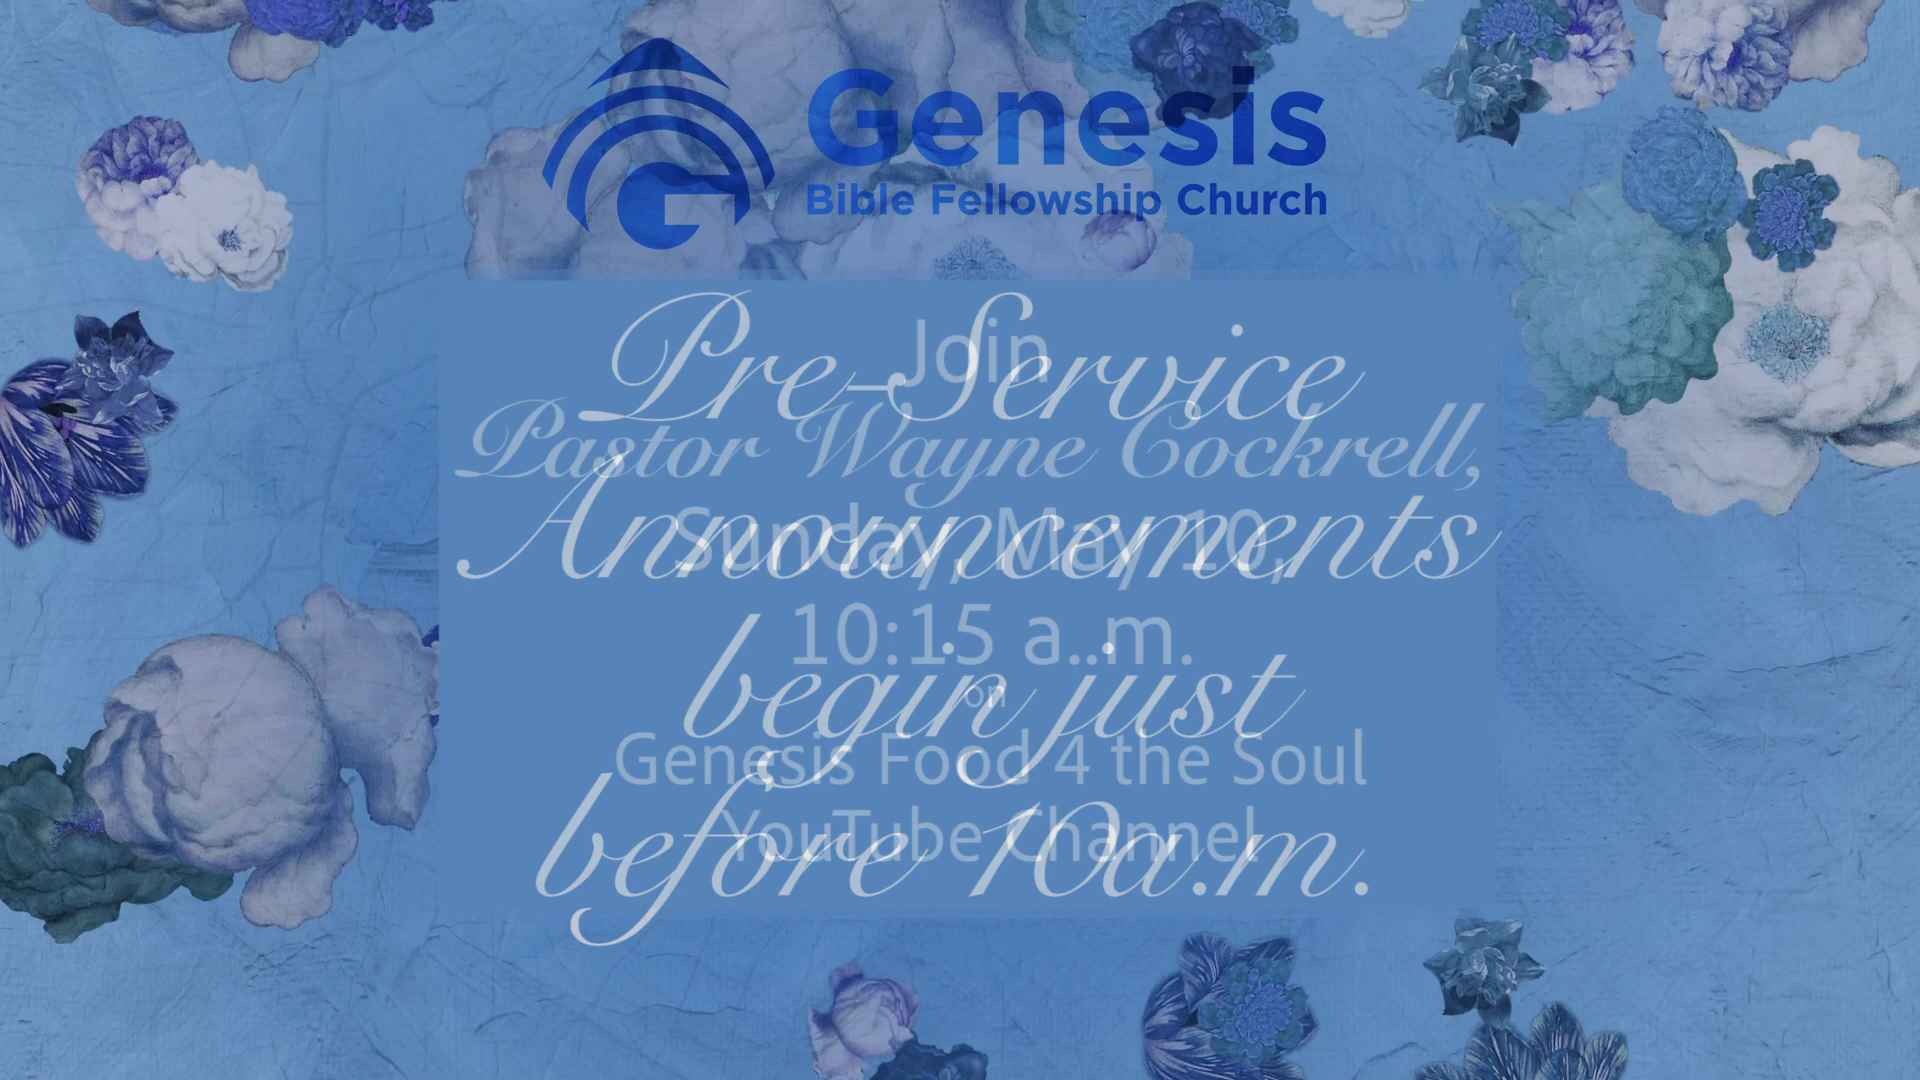 Genesis
Bible Fellowship Church
Pre-Service
Announcements
begin just
before 10a.m.
Join
Pastor Wayne Cockrell,
Sunday, May 10,
10:15 a..m.
on
Genesis Food 4 the Soul
YouTube Channel